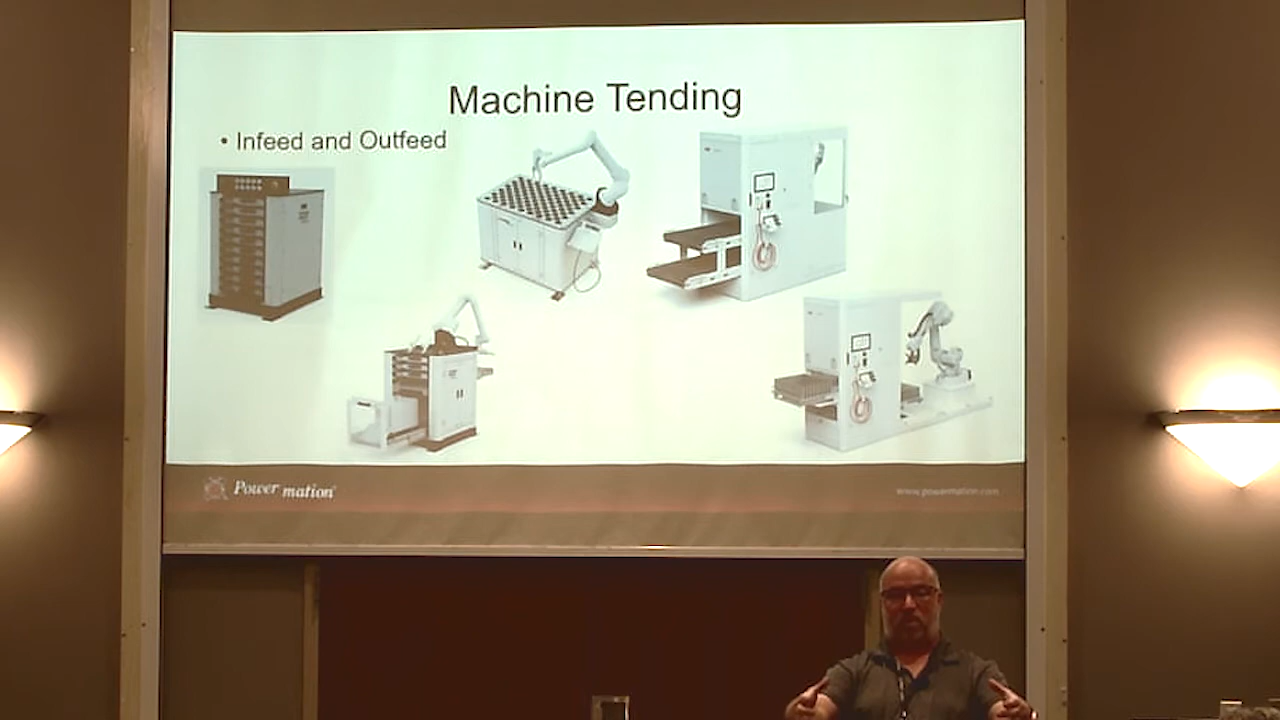 Machine Tending
• Infeed and Outfeed
Power mation®
www.powermation.com